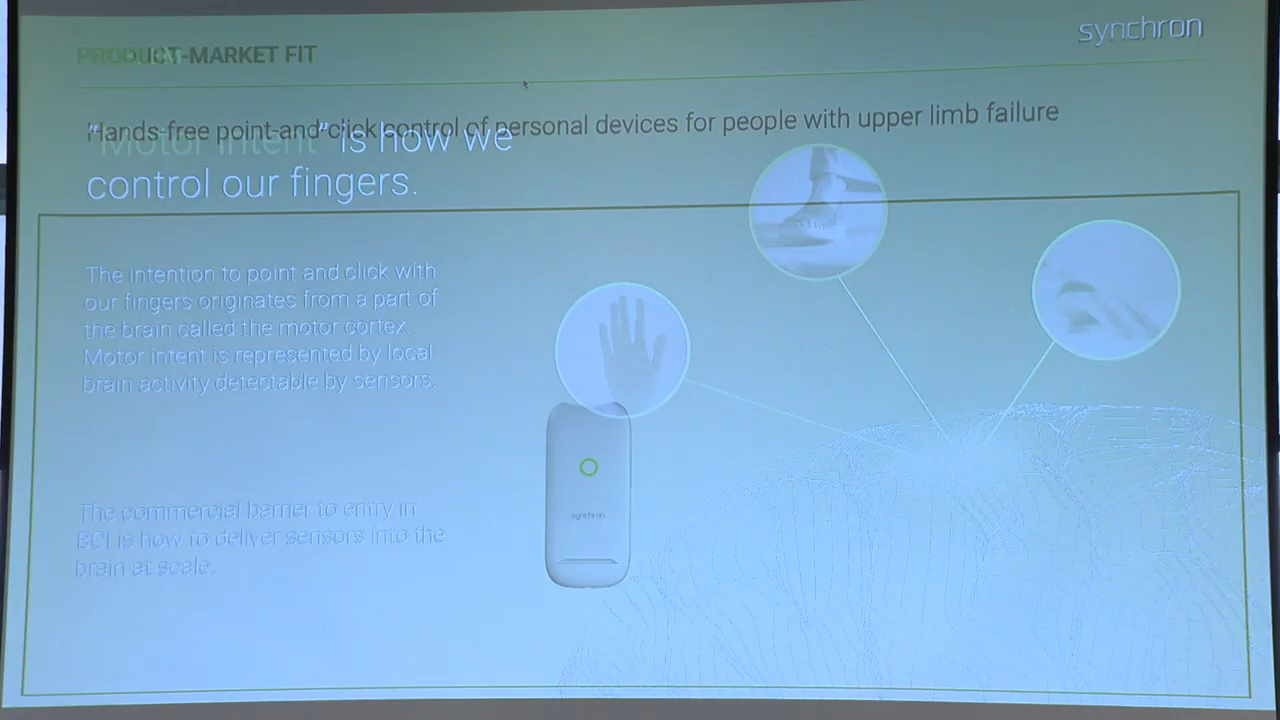 synchron
PRODUCT-MARKET FIT
Hands-free point-and-click control of personal devices for people with upper limb failure
"Motor intent" is how we
control our fingers.
The intention to point and click with
our fingers originates from a part of
the brain called the motor cortex.
Motor intent is represented by local
brain activity detectable by sensors.
synchron
The commercial barrier to entry in
BCI is how to deliver sensors into the
brain at scale.